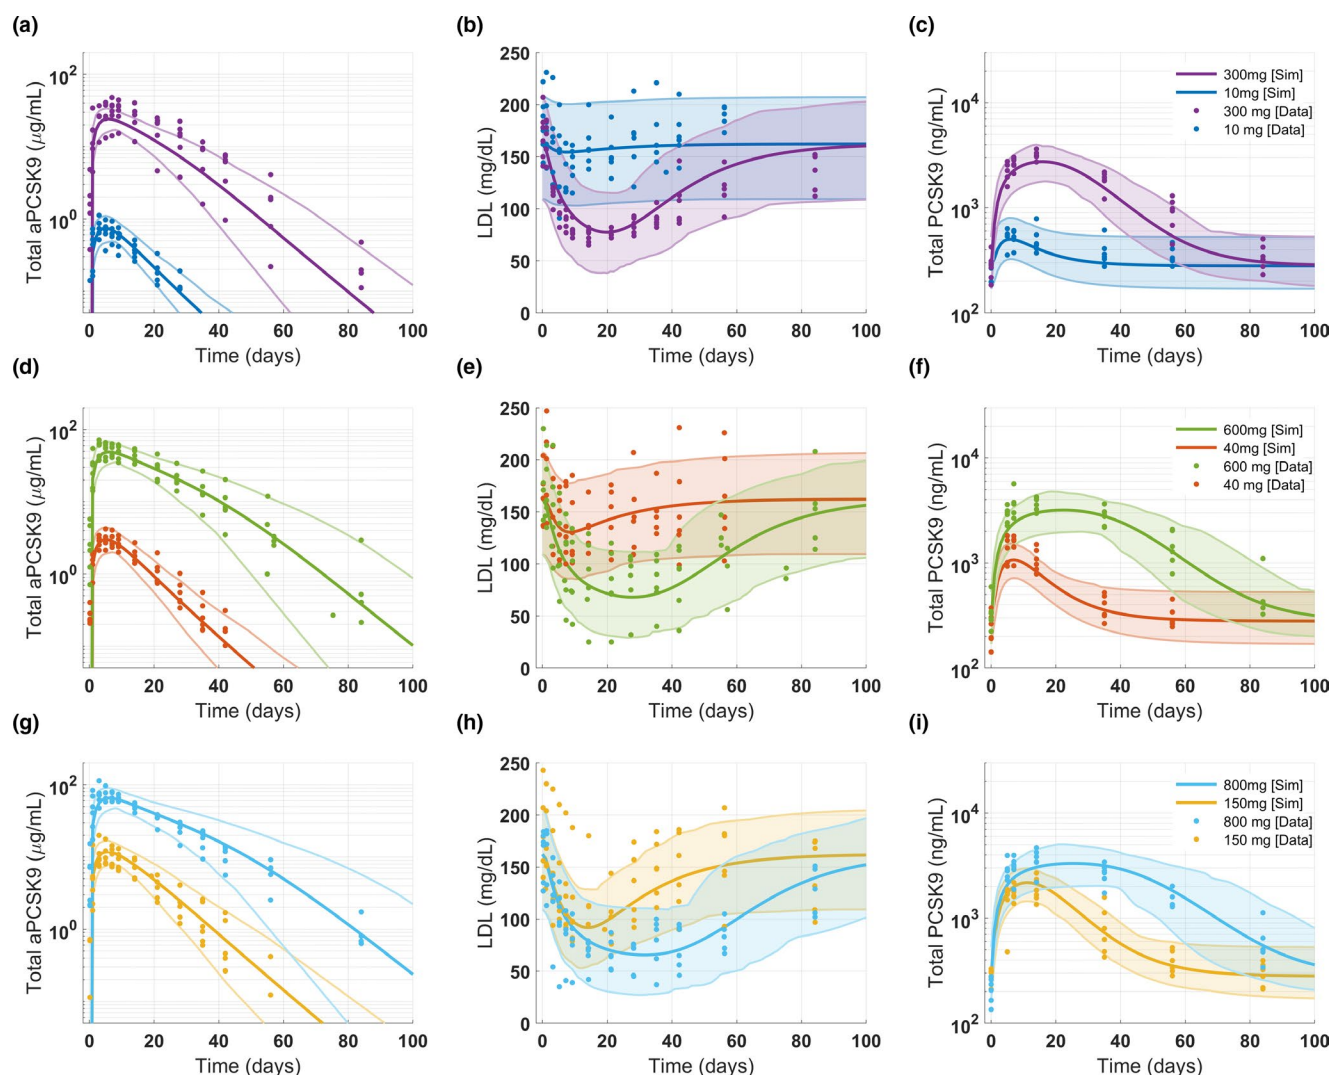 (a)
Total aPCSK9 (µg/mL)
10²
10⁰
0 20 40 60 80 100
Time (days)
(b)
LDL (mg/dL)
250
200
150
100
50
0
0 20 40 60 80 100
Time (days)
(c)
Total PCSK9 (ng/mL)
10⁴
10³
10²
300mg [Sim]
10mg [Sim]
300 mg [Data]
10 mg [Data]
0 20 40 60 80 100
Time (days)
(d)
Total aPCSK9 (µg/mL)
10²
10⁰
0 20 40 60 80 100
Time (days)
(e)
LDL (mg/dL)
250
200
150
100
50
0
0 20 40 60 80 100
Time (days)
(f)
Total PCSK9 (ng/mL)
10⁴
10³
10²
600mg [Sim]
40mg [Sim]
600 mg [Data]
40 mg [Data]
0 20 40 60 80 100
Time (days)
(g)
Total aPCSK9 (µg/mL)
10²
10⁰
0 20 40 60 80 100
Time (days)
(h)
LDL (mg/dL)
250
200
150
100
50
0
0 20 40 60 80 100
Time (days)
(i)
Total PCSK9 (ng/mL)
10⁴
10³
10²
800mg [Sim]
150mg [Sim]
800 mg [Data]
150 mg [Data]
0 20 40 60 80 100
Time (days)